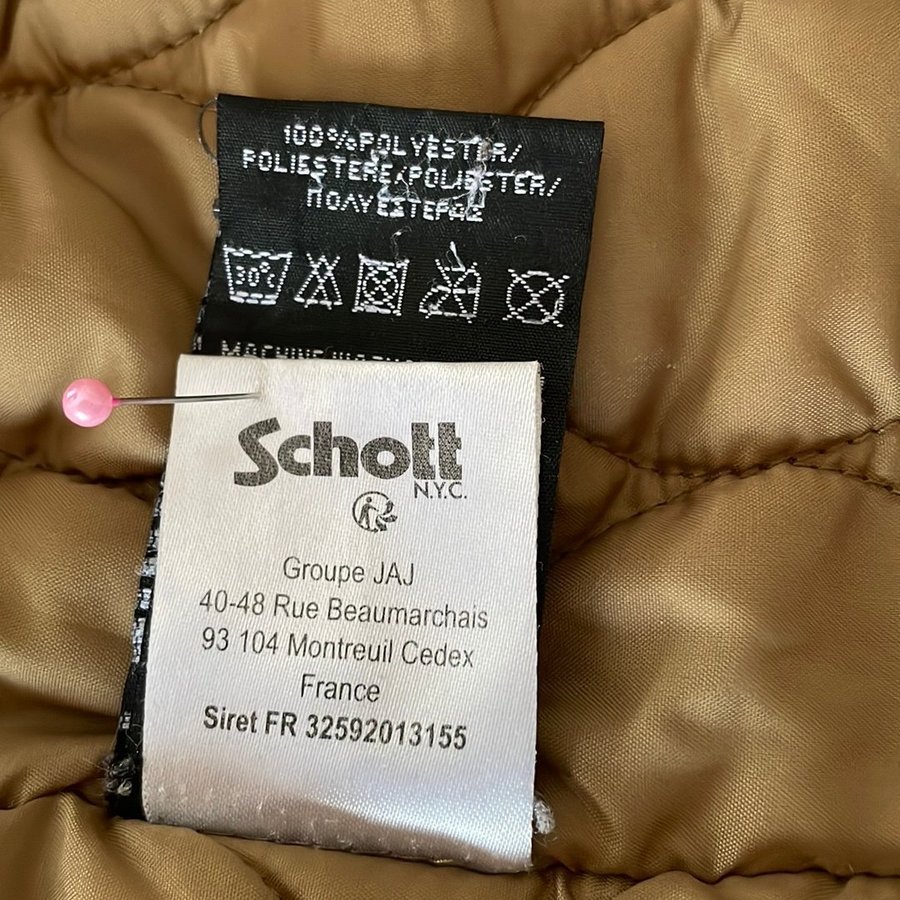 100%POLYESTER/
POLIESTERE/POLIESTER/
ΠΟΛΥΕΣΤΕΡΑΣ
30°C
Schott
N.Y.C.
Groupe JAJ
40-48 Rue Beaumarchais
93 104 Montreuil Cedex
France
Siret FR 32592013155